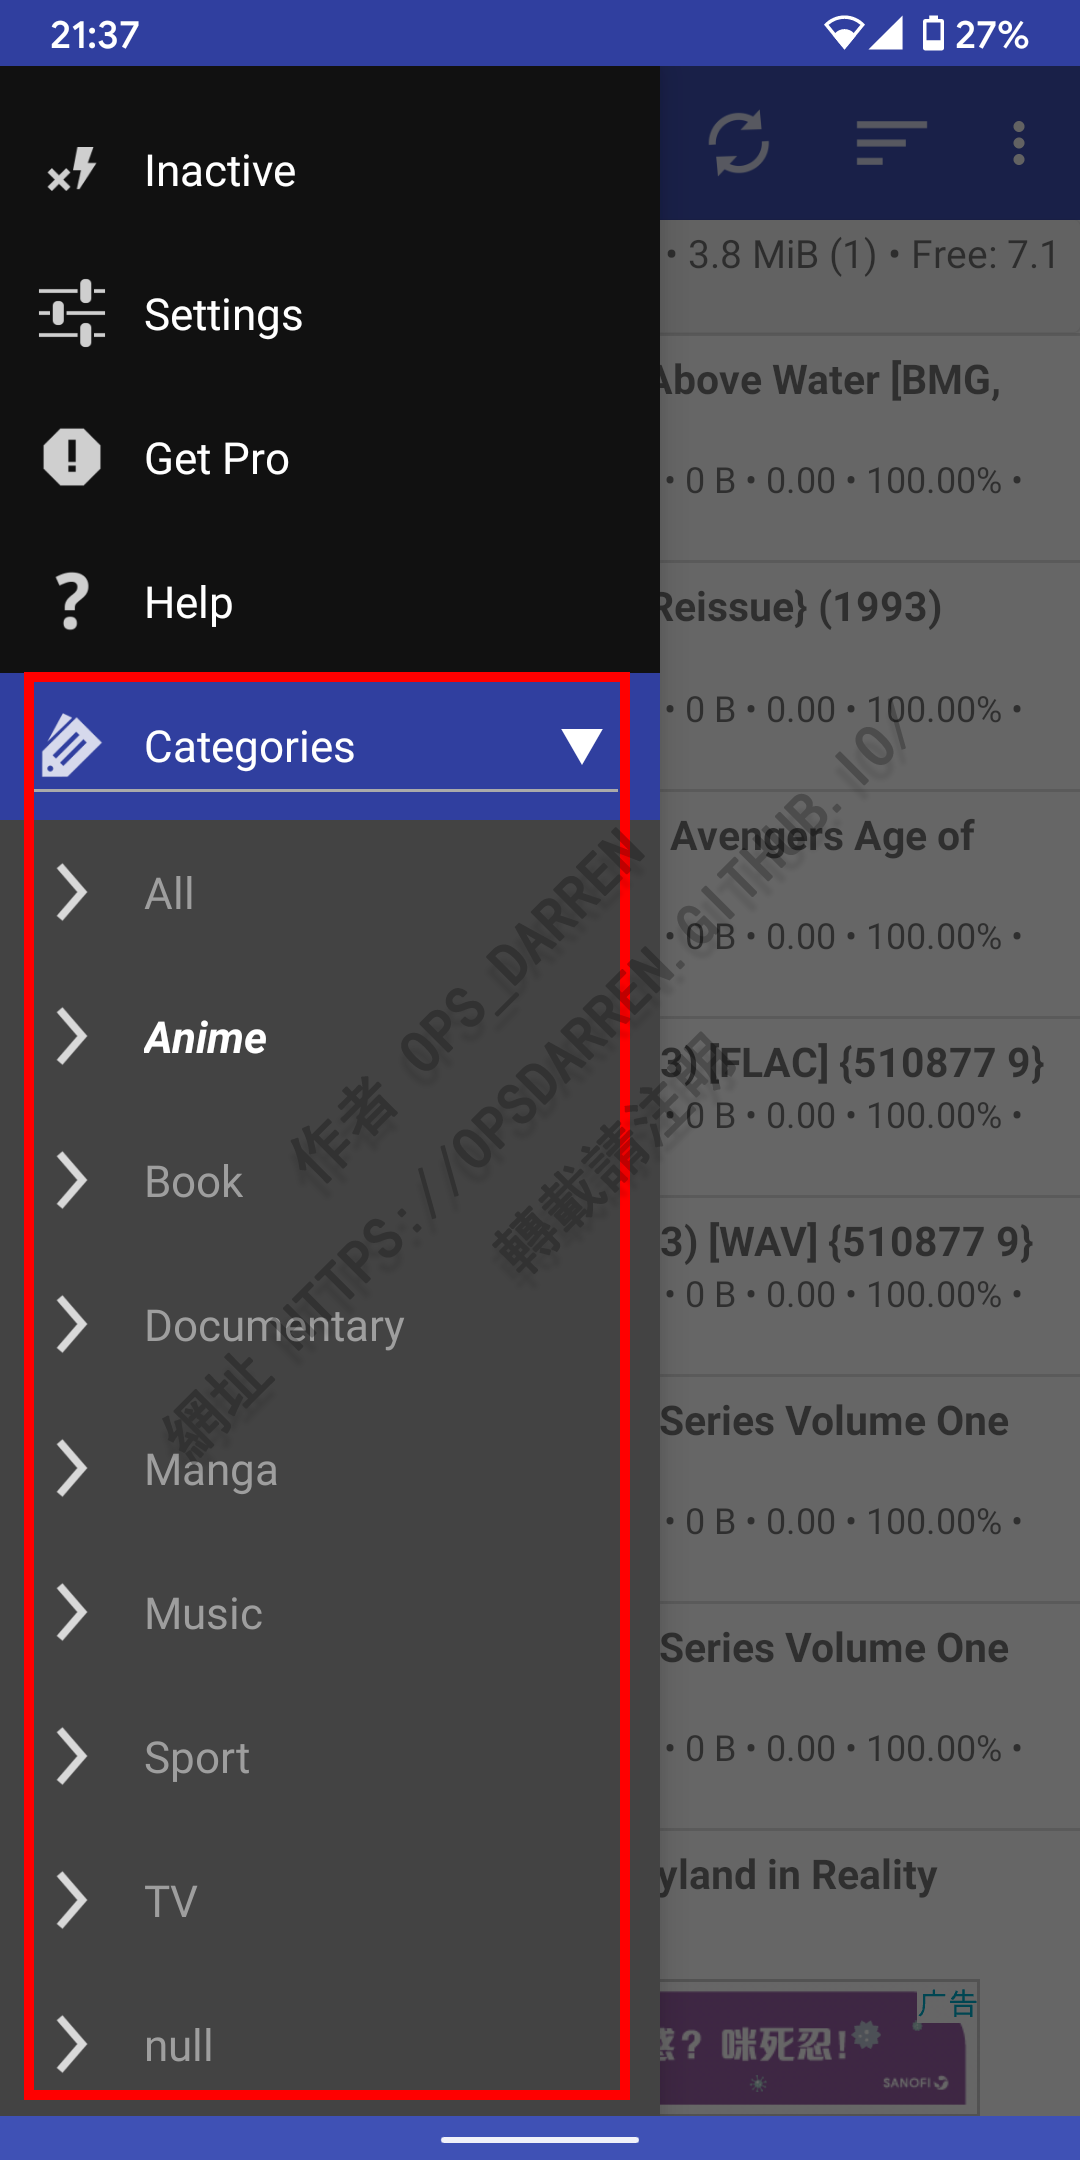 21:37
27%
Inactive
Settings
Get Pro
Help
Categories
All
Anime
Book
Documentary
Manga
Music
Sport
TV
null
• 3.8 MiB (1) • Free: 7.1
Above Water [BMG,
• 0 B • 0.00 • 100.00% •
Reissue} (1993)
• 0 B • 0.00 • 100.00% •
Avengers Age of
• 0 B • 0.00 • 100.00% •
3) [FLAC] {510877 9}
• 0 B • 0.00 • 100.00% •
3) [WAV] {510877 9}
• 0 B • 0.00 • 100.00% •
Series Volume One
• 0 B • 0.00 • 100.00% •
Series Volume One
• 0 B • 0.00 • 100.00% •
yland in Reality
广告
惑? 咪死忍!
SANOFI
作者 OPS_DARREN
網址 HTTPS://OPSDARREN.GITHUB.IO/
轉載請注明